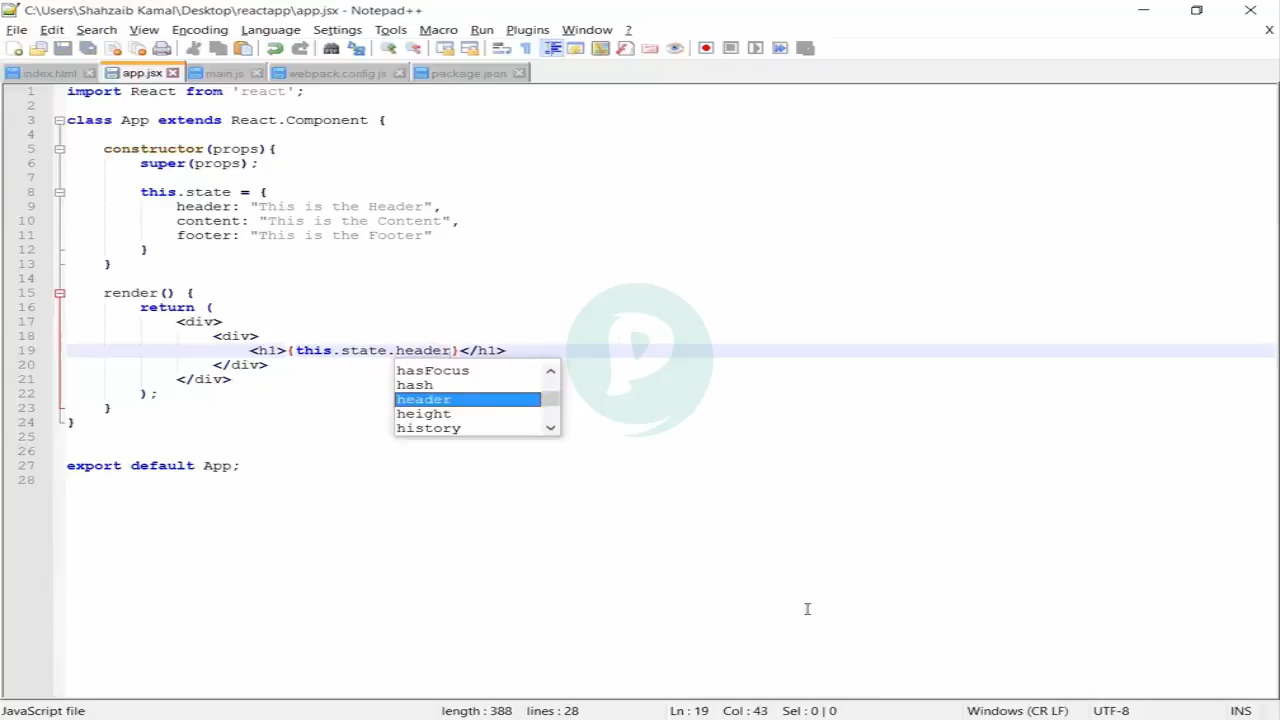 C:\Users\Shahzaib Kamal\Desktop\reactapp\app.jsx - Notepad++
File Edit Search View Encoding Language Settings Tools Macro Run Plugins Window ? X
index.html app.jsx main.js webpack.config.js package.json
1 import React from 'react';
2
3 class App extends React.Component {
4
5 constructor(props){
6 super(props);
7
8 this.state = {
9 header: "This is the Header",
10 content: "This is the Content",
11 footer: "This is the Footer"
12 }
13 }
14
15 render() {
16 return (
17 <div>
18 <div>
19 <h1>{this.state.header}</h1>
20 </div>
21 </div>
22 );
23 }
24 }
25
26
27 export default App;
28
hasFocus
hash
header
height
history
P
JavaScript file length : 388 lines : 28 Ln : 19 Col : 43 Sel : 0 | 0 Windows (CR LF) UTF-8 INS